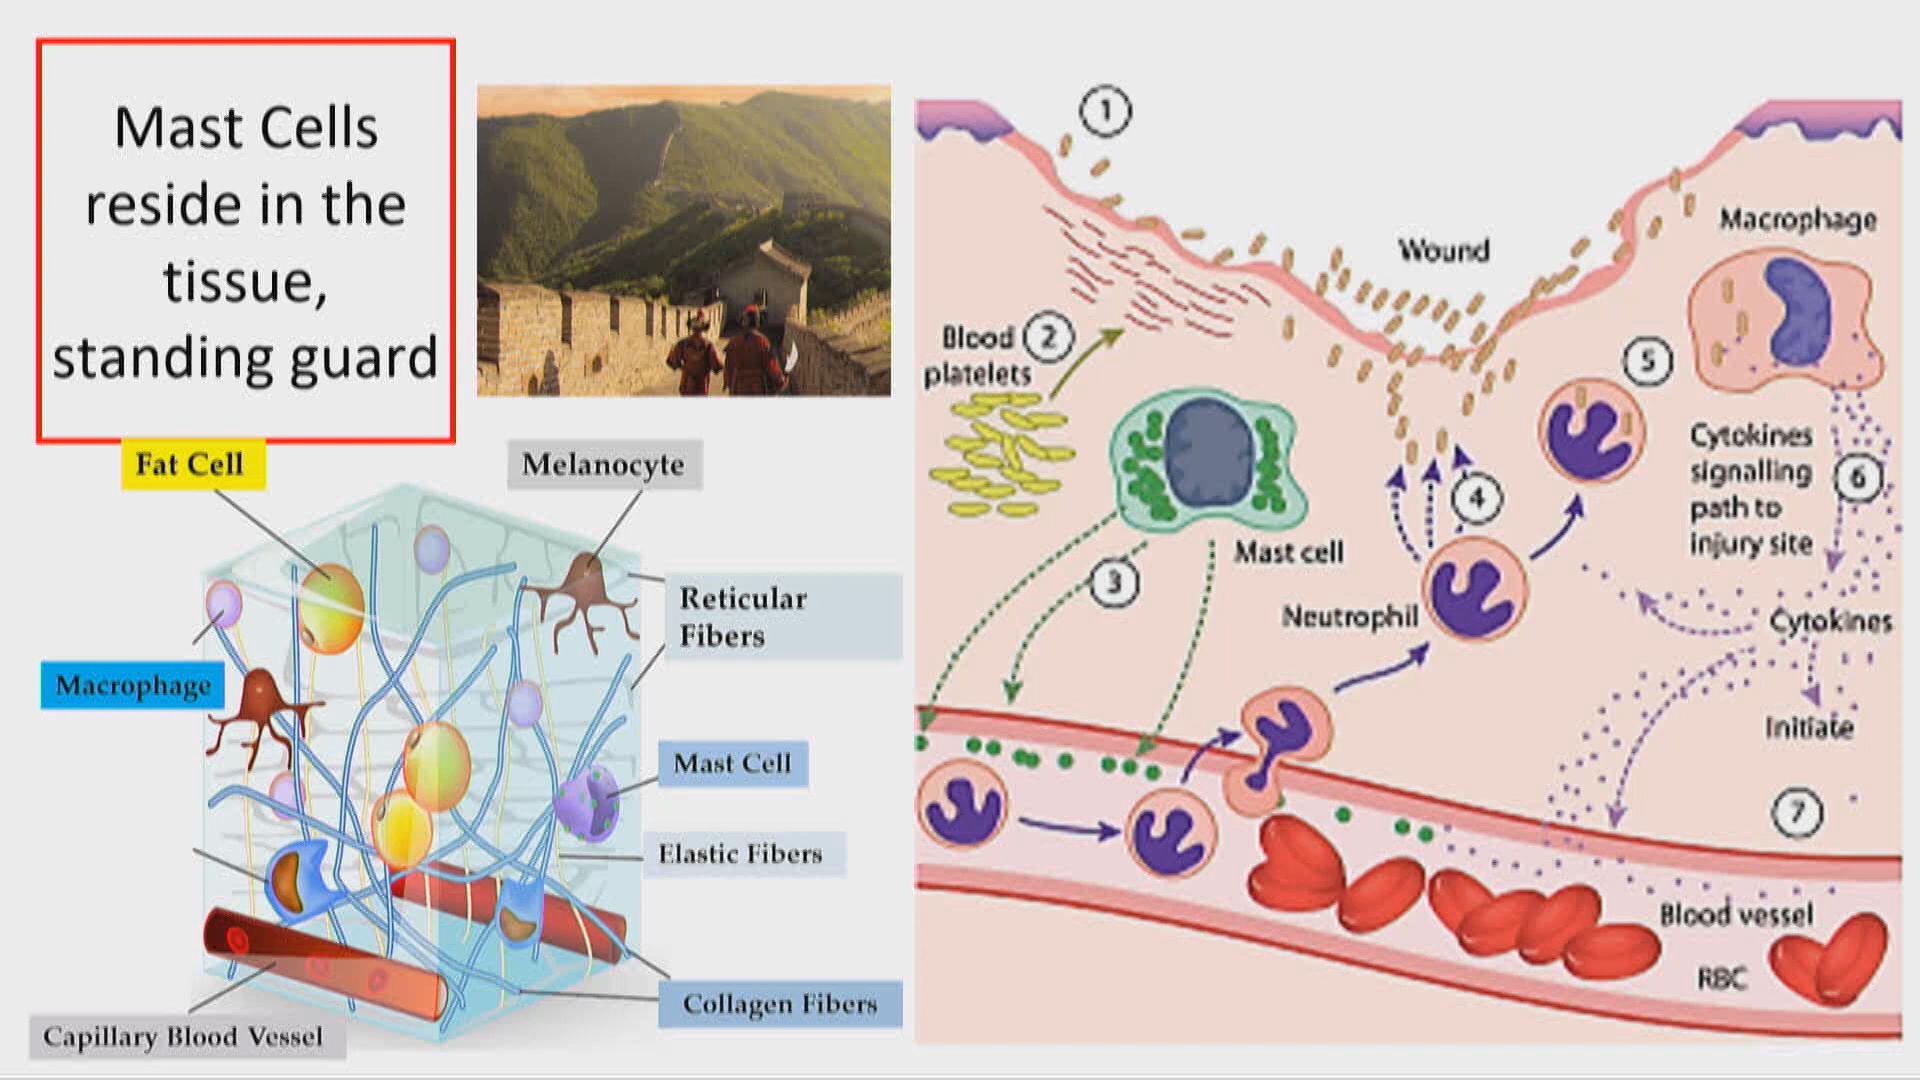 Mast Cells
reside in the
tissue,
standing guard
Fat Cell
Melanocyte
Reticular
Fibers
Macrophage
Mast Cell
Elastic Fibers
Collagen Fibers
Capillary Blood Vessel
1
Wound
Macrophage
Blood
platelets
2
5
Cytokines
signalling
path to
injury site
6
4
Mast cell
3
Neutrophil
Cytokines
Initiate
7
Blood vessel
RBC